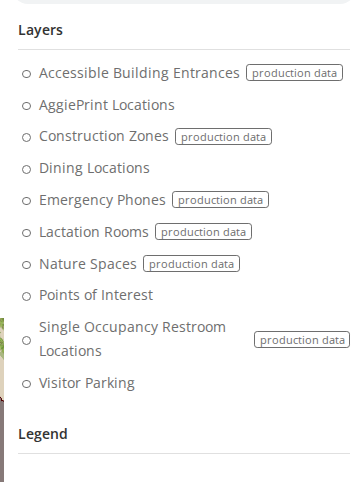 Layers
Accessible Building Entrances production data
AggiePrint Locations
Construction Zones production data
Dining Locations
Emergency Phones production data
Lactation Rooms production data
Nature Spaces production data
Points of Interest
Single Occupancy Restroom
Locations production data
Visitor Parking
Legend